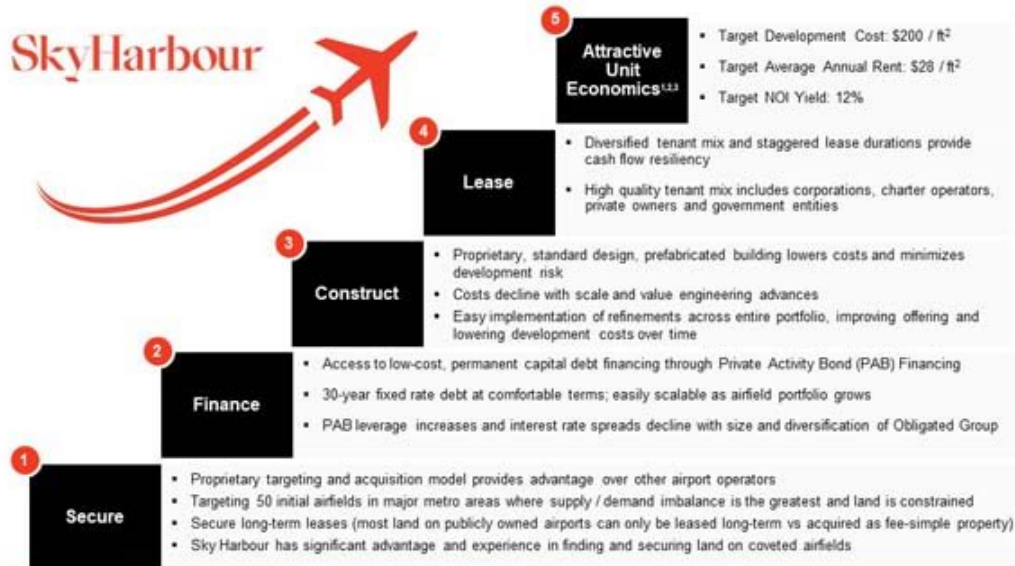 SkyHarbour
5
Attractive
Unit
Economics¹,²,³
▪ Target Development Cost: $200 / ft²
▪ Target Average Annual Rent: $28 / ft²
▪ Target NOI Yield: 12%
4
Lease
▪ Diversified tenant mix and staggered lease durations provide
cash flow resiliency
▪ High quality tenant mix includes corporations, charter operators,
private owners and government entities
3
Construct
▪ Proprietary, standard design, prefabricated building lowers costs and minimizes
development risk
▪ Costs decline with scale and value engineering advances
▪ Easy implementation of refinements across entire portfolio, improving offering and
lowering development costs over time
2
Finance
▪ Access to low-cost, permanent capital debt financing through Private Activity Bond (PAB) Financing
▪ 30-year fixed rate debt at comfortable terms; easily scalable as airfield portfolio grows
▪ PAB leverage increases and interest rate spreads decline with size and diversification of Obligated Group
1
Secure
▪ Proprietary targeting and acquisition model provides advantage over other airport operators
▪ Targeting 50 initial airfields in major metro areas where supply / demand imbalance is the greatest and land is constrained
▪ Secure long-term leases (most land on publicly owned airports can only be leased long-term vs acquired as fee-simple property)
▪ Sky Harbour has significant advantage and experience in finding and securing land on coveted airfields